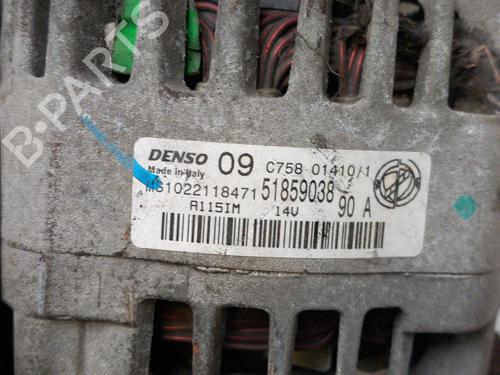 B-PARTS
DENSO 09 C758 01410/1
Made in Italy
MS1022118471 51859038 90 A
A115IM 14V